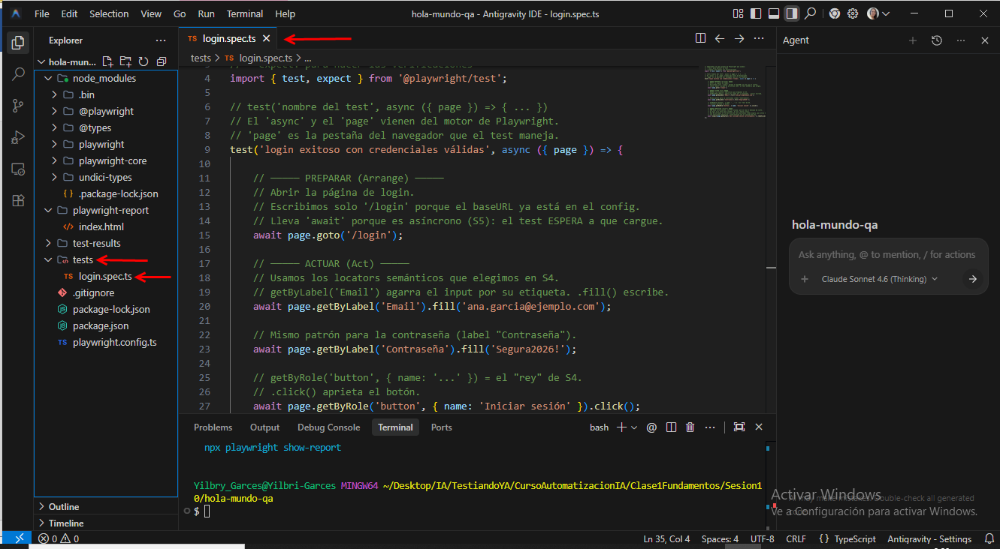 File Edit Selection View Go Run Terminal Help
hola-mundo-qa - Antigravity IDE - login.spec.ts
Explorer
hola-mun...
node_modules
.bin
@playwright
@types
playwright
playwright-core
undici-types
{ } .package-lock.json
playwright-report
</> index.html
test-results
tests
TS login.spec.ts
.gitignore
package-lock.json
package.json
TS playwright.config.ts
Outline
Timeline
TS login.spec.ts
tests > TS login.spec.ts > ...
4 import { test, expect } from '@playwright/test';
5
6 // test('nombre del test', async ({ page }) => { ... })
7 // El 'async' y el 'page' vienen del motor de Playwright.
8 // 'page' es la pestaña del navegador que el test maneja.
9 test('login exitoso con credenciales válidas', async ({ page }) => {
10
11 // ───── PREPARAR (Arrange) ─────
12 // Abrir la página de login.
13 // Escribimos solo '/login' porque el baseURL ya está en el config.
14 // Lleva 'await' porque es asíncrono (S5): el test ESPERA a que cargue.
15 await page.goto('/login');
16
17 // ───── ACTUAR (Act) ─────
18 // Usamos los locators semánticos que elegimos en S4.
19 // getByLabel('Email') agarra el input por su etiqueta. .fill() escribe.
20 await page.getByLabel('Email').fill('ana.garcia@ejemplo.com');
21
22 // Mismo patrón para la contraseña (label "Contraseña").
23 await page.getByLabel('Contraseña').fill('Segura2026!');
24
25 // getByRole('button', { name: '...' }) = el "rey" de S4.
26 // .click() aprieta el botón.
27 await page.getByRole('button', { name: 'Iniciar sesión' }).click();
Problems Output Debug Console Terminal Ports
bash
npx playwright show-report
Yilbry_Garces@Yilbri-Garces MINGW64 ~/Desktop/IA/TestiandoYA/CursoAutomatizacionIA/Clase1Fundamentos/Sesion1
0/hola-mundo-qa
$
Agent
hola-mundo-qa
Ask anything, @ to mention, / for actions
Claude Sonnet 4.6 (Thinking)
Activar Windows
Double-check all generated
Ve a Configuración para activar Windows.
0 0
Ln 35, Col 4 Spaces: 4 UTF-8 CRLF { } TypeScript Antigravity - Settings